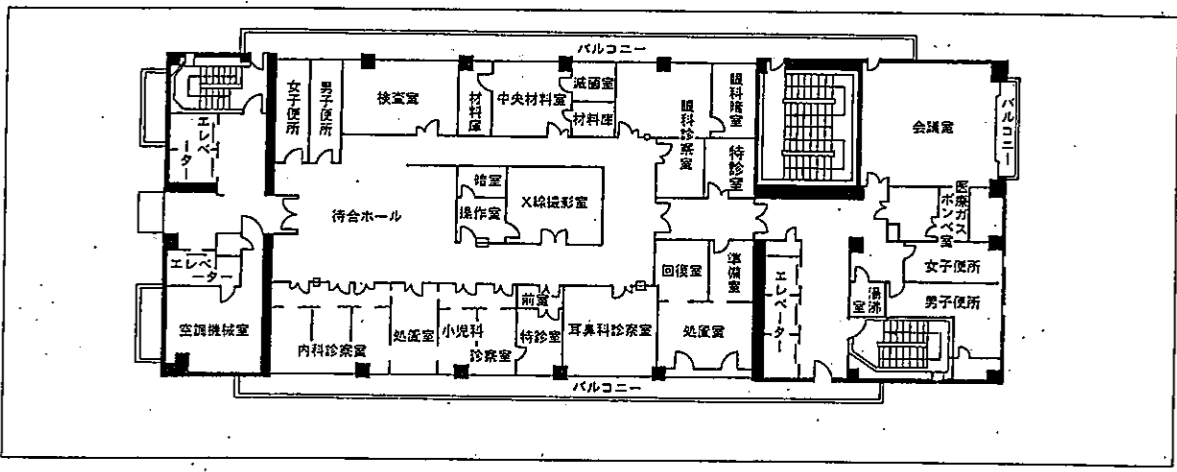 バルコニー
女子便所
男子便所
検査室
材料庫
中央材料室
滅菌室
材料庫
眼科診察室
眼科暗室
特診室
会議室
バルコニー
エレベーター
待合ホール
暗室
操作室
X線撮影室
医療ガスボンベ室
エレベーター
空調機械室
内科診察室
処置室
小児科
診察室
前室
特診室
耳鼻科診察室
回復室
準備室
処置室
エレベーター
湯沸室
女子便所
男子便所
バルコニー